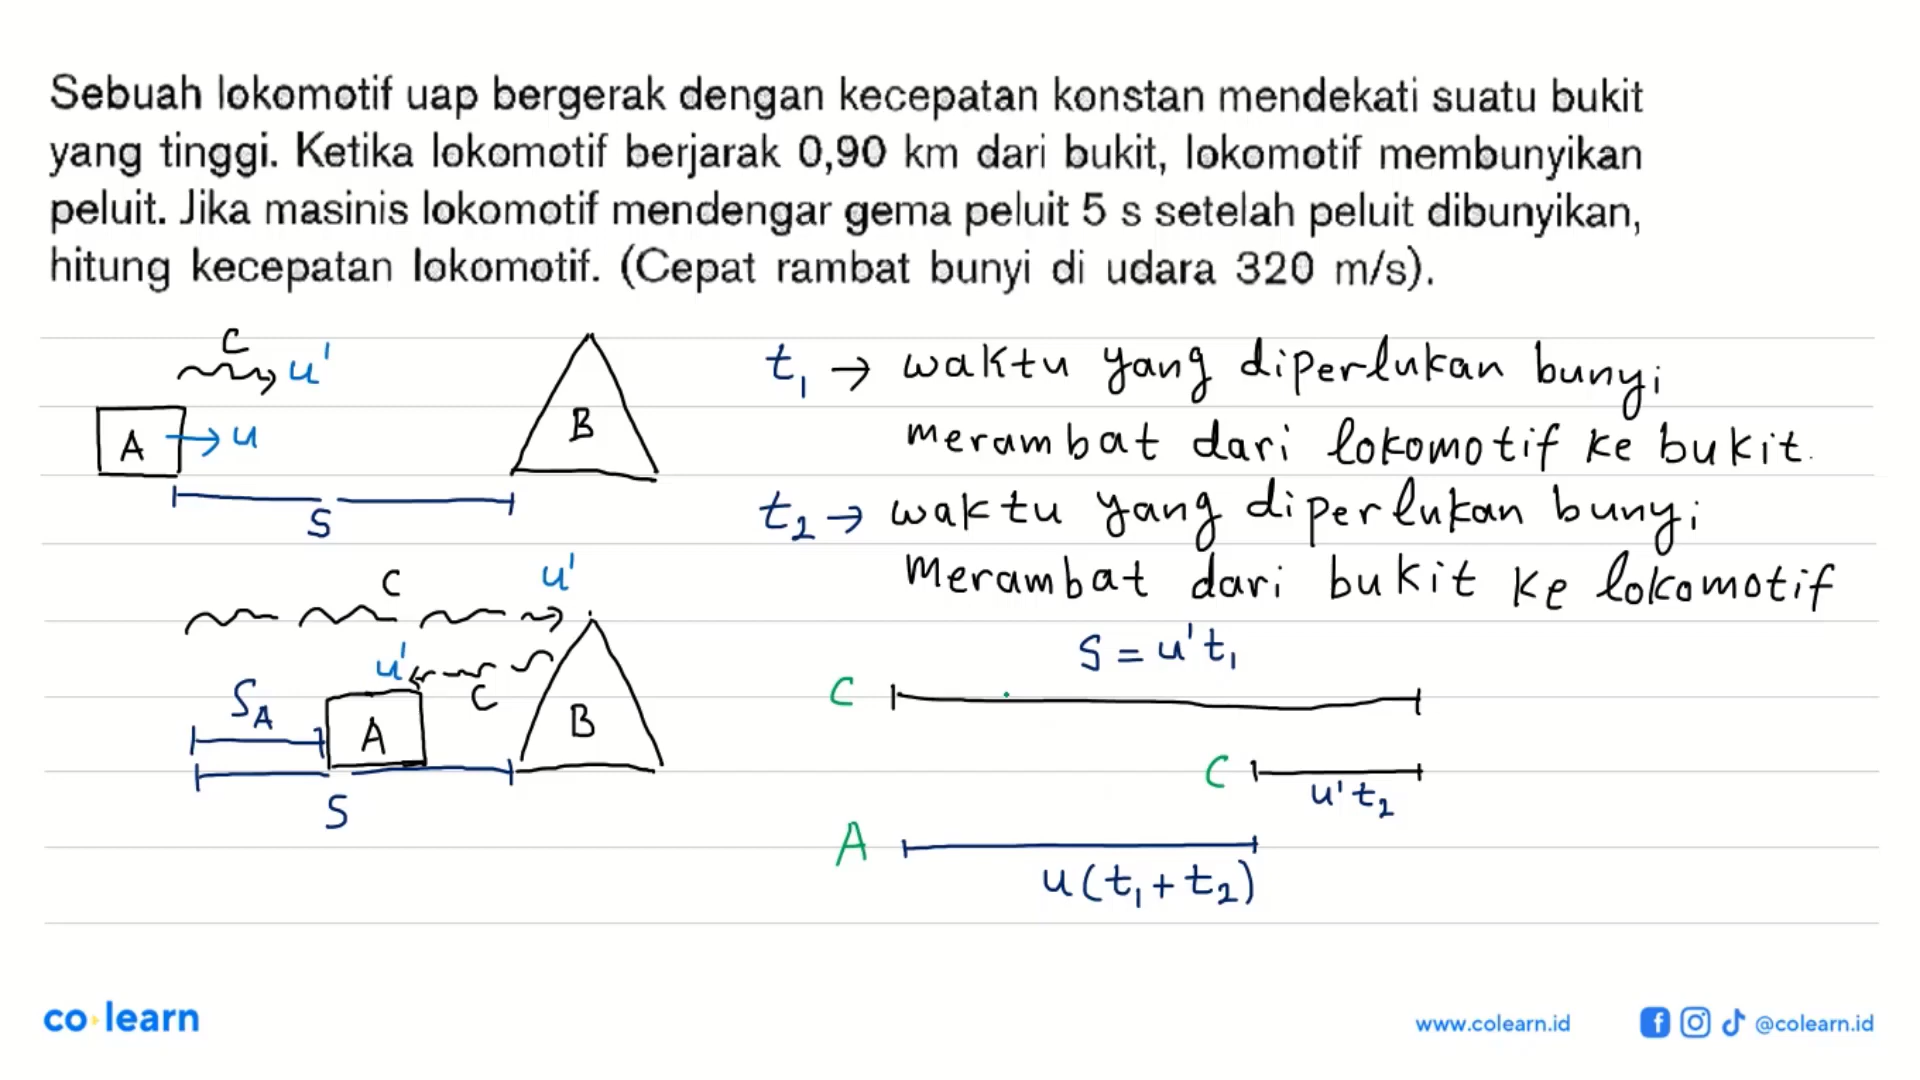 Sebuah lokomotif uap bergerak dengan kecepatan konstan mendekati suatu bukit
yang tinggi. Ketika lokomotif berjarak 0,90 km dari bukit, lokomotif membunyikan
peluit. Jika masinis lokomotif mendengar gema peluit 5 s setelah peluit dibunyikan,
hitung kecepatan lokomotif. (Cepat rambat bunyi di udara 320 m/s).
C
u'
A
u
B
S
C
u'
u'
C
S_A
A
B
S
t₁ → waktu yang diperlukan bunyi
merambat dari lokomotif ke bukit.
t₂ → waktu yang diperlukan bunyi
Merambat dari bukit ke lokomotif
S = u't₁
C
C
u't₂
A
u(t₁ + t₂)
co learn
www.colearn.id
@colearn.id